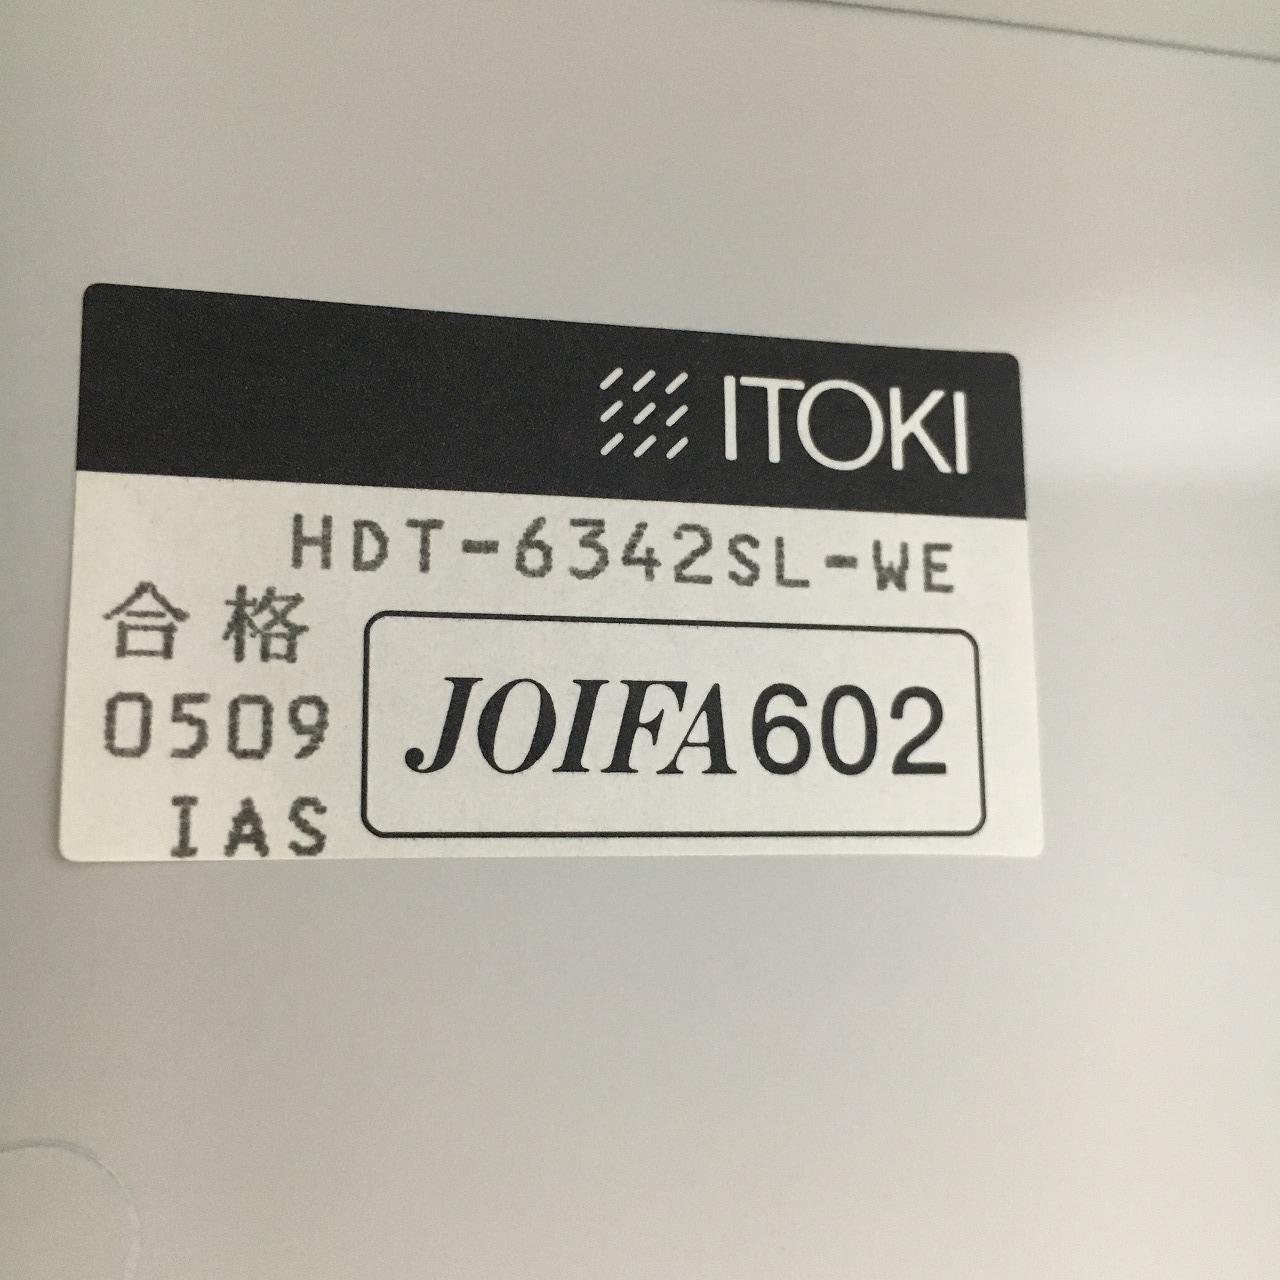 ITOKI
HDT-6342SL-WE
合格
0509
IAS
JOIFA602